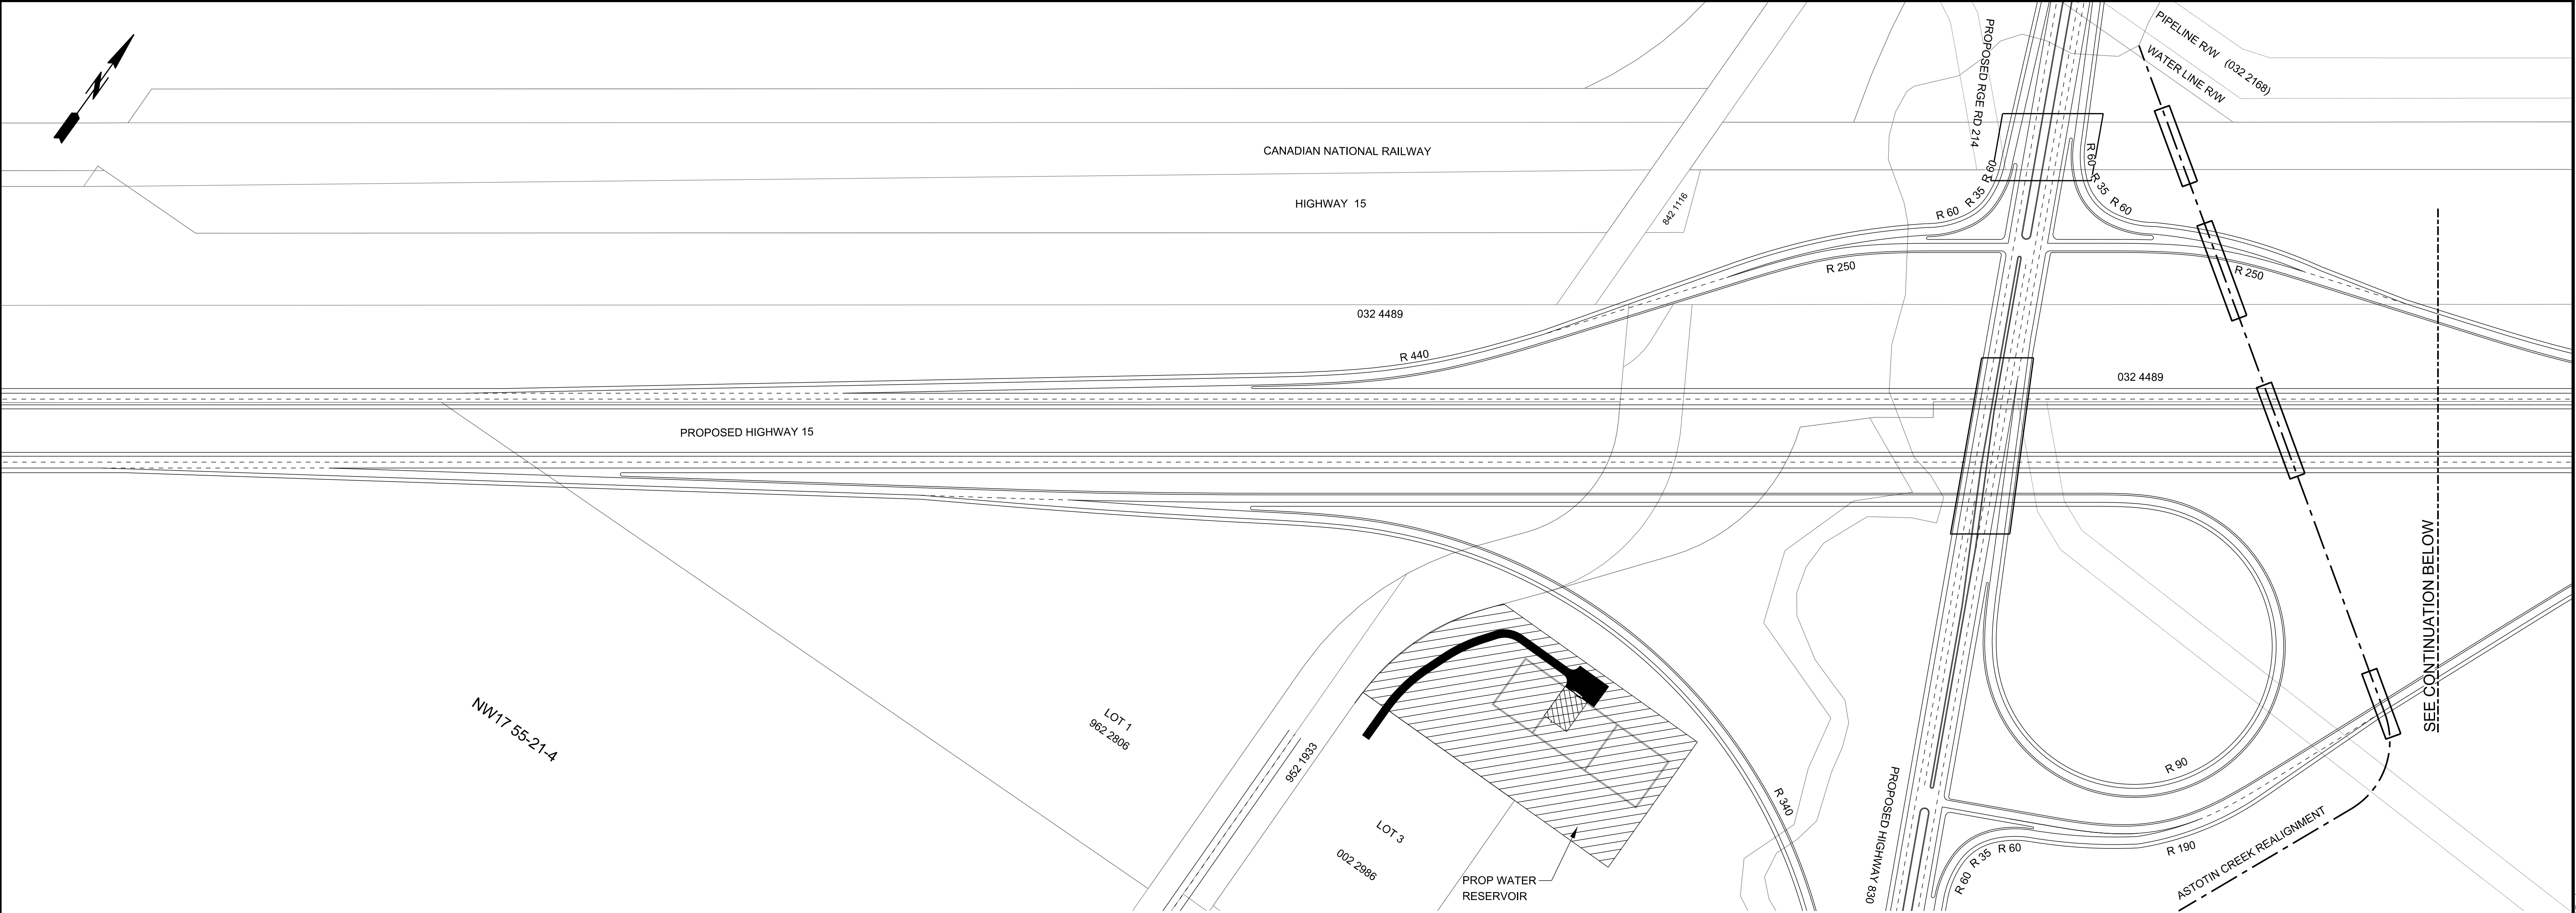 N
PROPOSED RGE RD 214
PIPELINE R/W (032 2168)
WATER LINE R/W
CANADIAN NATIONAL RAILWAY
HIGHWAY 15
842 1116
R 60
R 35
R 60
R 60
R 35
R 60
R 250
R 250
032 4489
R 440
032 4489
PROPOSED HIGHWAY 15
SEE CONTINUATION BELOW
NW17 55-21-4
LOT 1
962 2806
952 1933
LOT 3
002 2986
PROP WATER
RESERVOIR
R 340
PROPOSED HIGHWAY 830
R 90
R 60
R 35
R 60
R 190
ASTOTIN CREEK REALIGNMENT